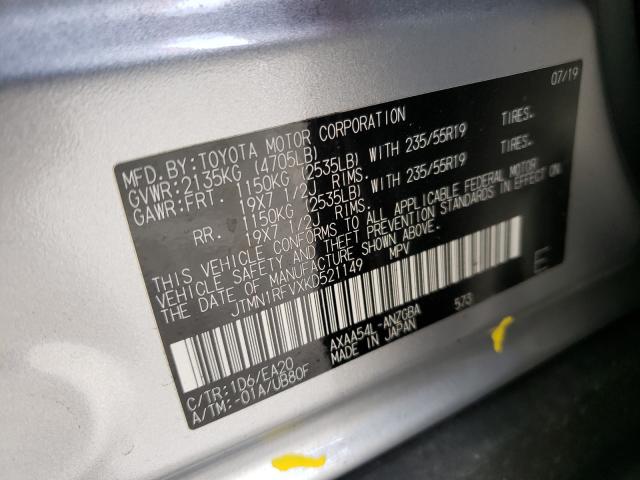 07/19
MFD.BY:TOYOTA MOTOR CORPORATION
GVWR:2135KG (4705LB)
GAWR:FRT. 1150KG (2535LB) WITH 235/55R19 TIRES.
19X7 1/2J RIMS.
RR. 1150KG (2535LB) WITH 235/55R19 TIRES.
19X7 1/2J RIMS.
THIS VEHICLE CONFORMS TO ALL APPLICABLE FEDERAL MOTOR
VEHICLE SAFETY AND THEFT PREVENTION STANDARDS IN EFFECT ON
THE DATE OF MANUFACTURE SHOWN ABOVE.
JTMN1RFVXKD521149 MPV
E
C/TR:1D6/EA20 AXAA54L-ANZGBA 573
A/TM:-01A/UB80F MADE IN JAPAN